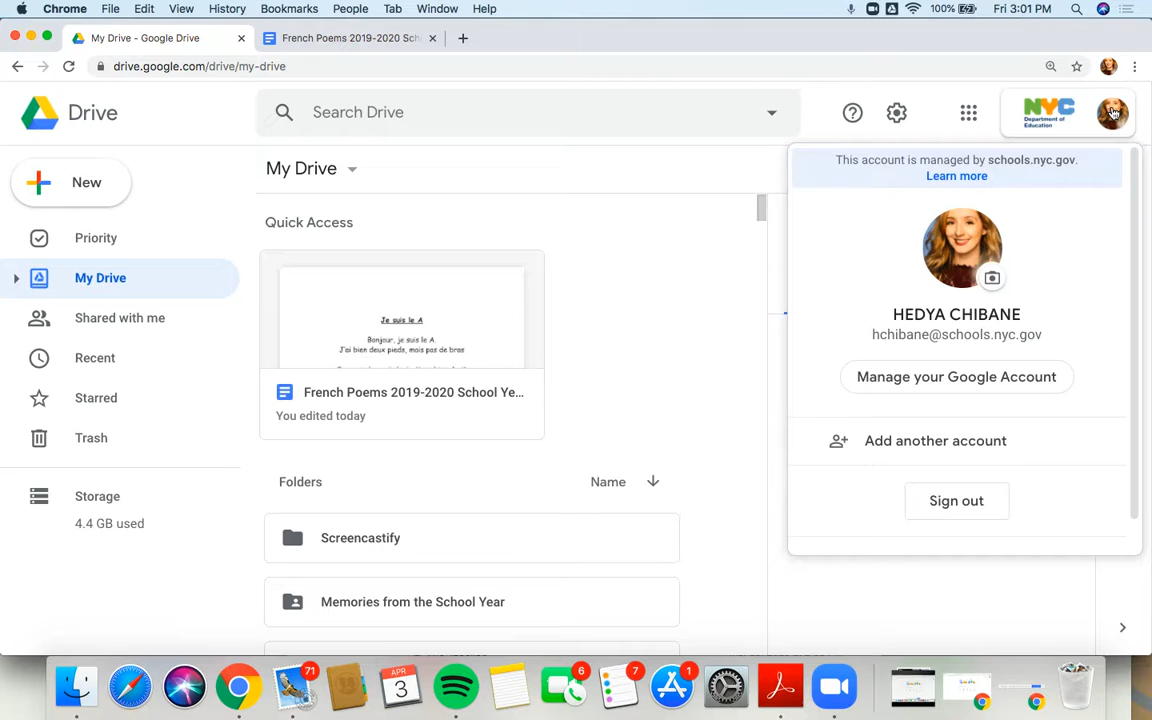 Chrome File Edit View History Bookmarks People Tab Window Help 100% Fri 3:01 PM
My Drive - Google Drive French Poems 2019-2020 Sch
drive.google.com/drive/my-drive
Drive Search Drive NYC Department of Education
New My Drive
This account is managed by schools.nyc.gov.
Learn more
Priority
My Drive
Shared with me
Recent
Starred
Trash
Storage
4.4 GB used
Quick Access
Je suis le A
Bonjour, je suis le A.
J'ai bien deux pieds, mais pas de bras
French Poems 2019-2020 School Ye...
You edited today
Folders Name
Screencastify
Memories from the School Year
HEDYA CHIBANE
hchibane@schools.nyc.gov
Manage your Google Account
Add another account
Sign out
71 APR 3 6 7 1